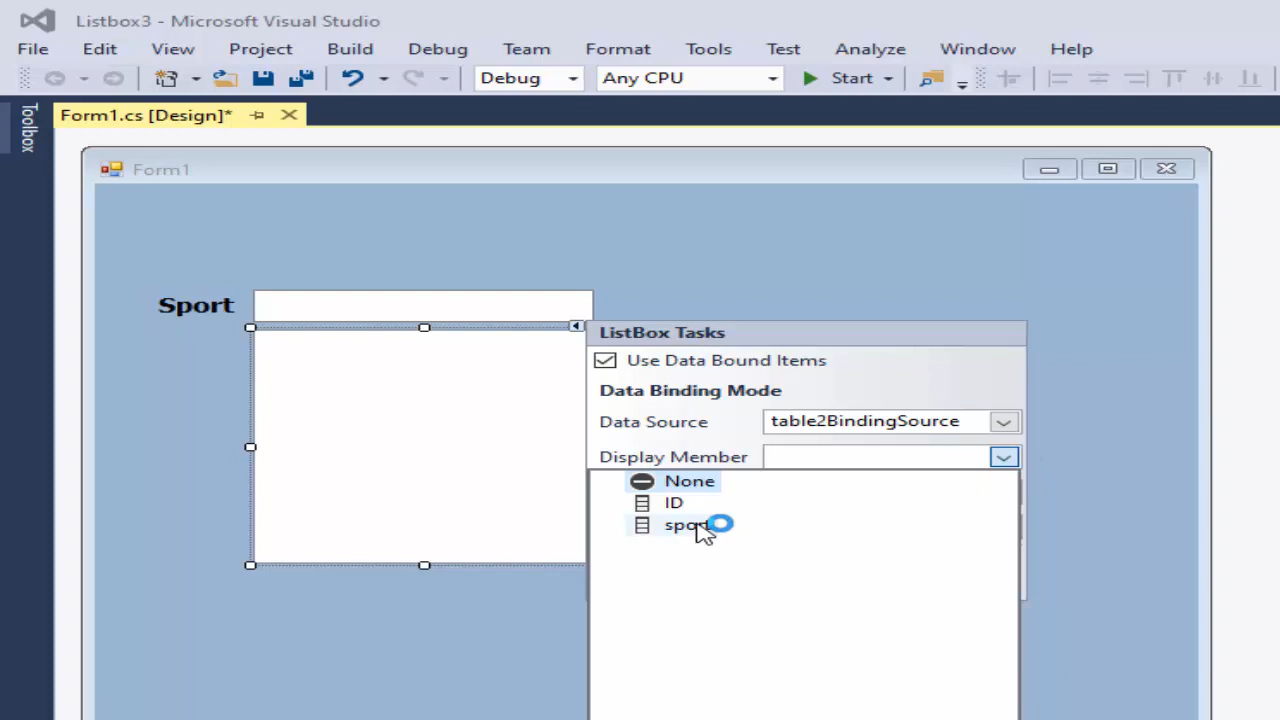 Listbox3 - Microsoft Visual Studio
File Edit View Project Build Debug Team Format Tools Test Analyze Window Help
Debug Any CPU Start
Toolbox
Form1.cs [Design]*
Form1
Sport
ListBox Tasks
Use Data Bound Items
Data Binding Mode
Data Source table2BindingSource
Display Member
None
ID